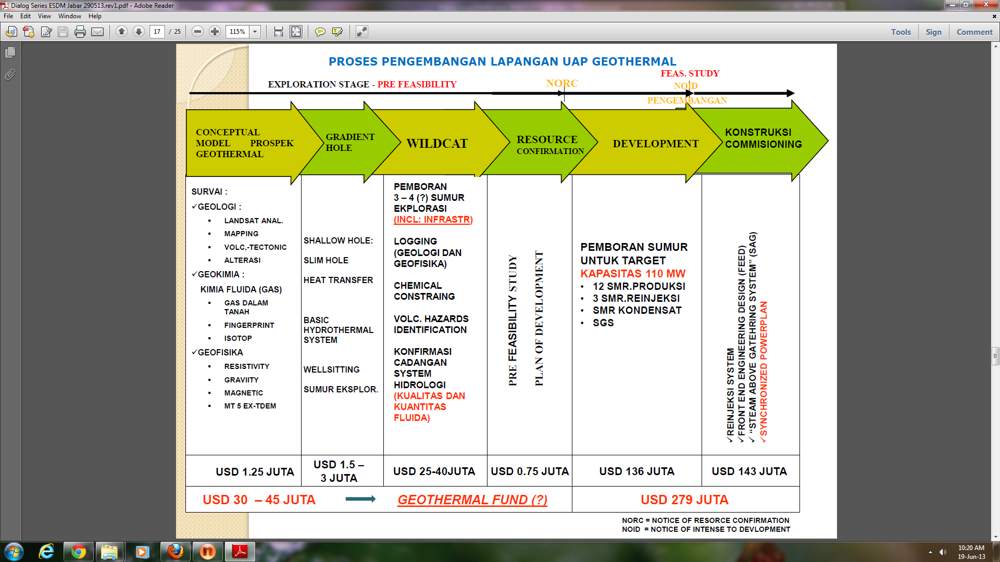 Dialog Series ESDM Jabar 290513.rev1.pdf - Adobe Reader
File Edit View Window Help
17 / 25 115% Tools Sign Comment
PROSES PENGEMBANGAN LAPANGAN UAP GEOTHERMAL
FEAS. STUDY
EXPLORATION STAGE - PRE FEASIBILITY
NORC
NOID
PENGEMBANGAN
CONCEPTUAL
MODEL PROSPEK
GEOTHERMAL
GRADIENT
HOLE
WILDCAT
RESOURCE
CONFIRMATION
DEVELOPMENT
KONSTRUKSI
COMMISIONING
SURVAI :
✓GEOLOGI :
▪ LANDSAT ANAL.
▪ MAPPING
▪ VOLC,-TECTONIC
▪ ALTERASI
✓GEOKIMIA :
KIMIA FLUIDA (GAS)
▪ GAS DALAM
TANAH
▪ FINGERPRINT
▪ ISOTOP
✓GEOFISIKA
▪ RESISTIVITY
▪ GRAVIITY
▪ MAGNETIC
▪ MT 5 EX-TDEM
SHALLOW HOLE:
SLIM HOLE
HEAT TRANSFER
BASIC
HYDROTHERMAL
SYSTEM
WELLSITTING
SUMUR EKSPLOR.
PEMBORAN
3 – 4 (?) SUMUR
EKPLORASI
(INCL: INFRASTR)
LOGGING
(GEOLOGI DAN
GEOFISIKA)
CHEMICAL
CONSTRAING
VOLC. HAZARDS
IDENTIFICATION
KONFIRMASI
CADANGAN
SYSTEM
HIDROLOGI
(KUALITAS DAN
KUANTITAS
FLUIDA)
PRE FEASIBILITY STUDY
PLAN OF DEVELOPMENT
PEMBORAN SUMUR
UNTUK TARGET
KAPASITAS 110 MW
• 12 SMR.PRODUKSI
• 3 SMR.REINJEKSI
• SMR KONDENSAT
• SGS
✓REINJEKSI SYSTEM
✓FRONT END ENGINEERING DESIGN (FEED)
✓ “STEAM ABOVE GATEHRING SYSTEM” (SAG)
✓SYNCHRONIZED POWERPLAN
USD 1.25 JUTA
USD 1.5 –
3 JUTA
USD 25-40JUTA
USD 0.75 JUTA
USD 136 JUTA
USD 143 JUTA
USD 30 – 45 JUTA
GEOTHERMAL FUND (?)
USD 279 JUTA
NORC = NOTICE OF RESORCE CONFIRMATION
NOID = NOTICE OF INTENSE TO DEVLOPMENT
10:20 AM
19-Jun-13